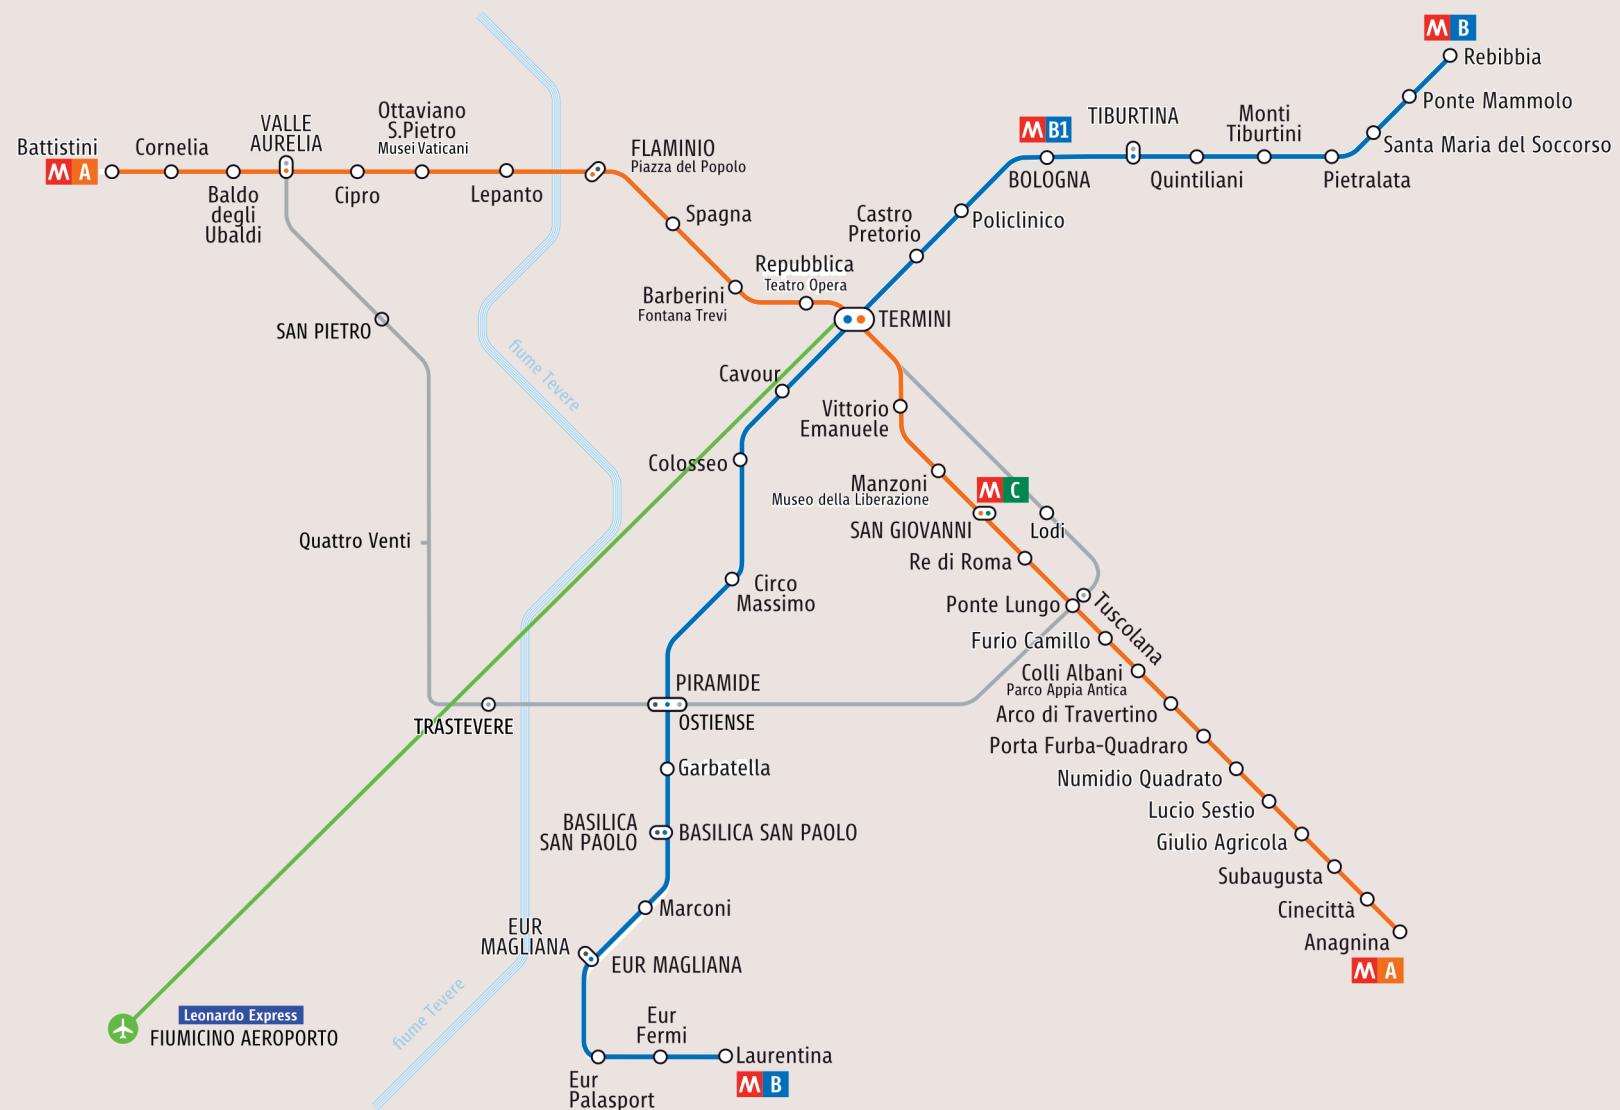 M B
Rebibbia
Ponte Mammolo
Santa Maria del Soccorso
Monti
Tiburtini
Pietralata
TIBURTINA
Quintiliani
M B1
BOLOGNA
Policlinico
Castro
Pretorio
Battistini
M A
Cornelia
Baldo
degli
Ubaldi
VALLE
AURELIA
Cipro
Ottaviano
S.Pietro
Musei Vaticani
Lepanto
FLAMINIO
Piazza del Popolo
Spagna
Barberini
Fontana Trevi
Repubblica
Teatro Opera
TERMINI
SAN PIETRO
fiume Tevere
Quattro Venti
TRASTEVERE
Cavour
Colosseo
Circo
Massimo
PIRAMIDE
OSTIENSE
Garbatella
BASILICA
SAN PAOLO
BASILICA SAN PAOLO
Marconi
EUR
MAGLIANA
EUR MAGLIANA
Eur
Palasport
Eur
Fermi
Laurentina
M B
Vittorio
Emanuele
Manzoni
Museo della Liberazione
M C
SAN GIOVANNI
Lodi
Re di Roma
Ponte Lungo
Tuscolana
Furio Camillo
Colli Albani
Parco Appia Antica
Arco di Travertino
Porta Furba-Quadraro
Numidio Quadrato
Lucio Sestio
Giulio Agricola
Subaugusta
Cinecittà
Anagnina
M A
fiume Tevere
Leonardo Express
FIUMICINO AEROPORTO